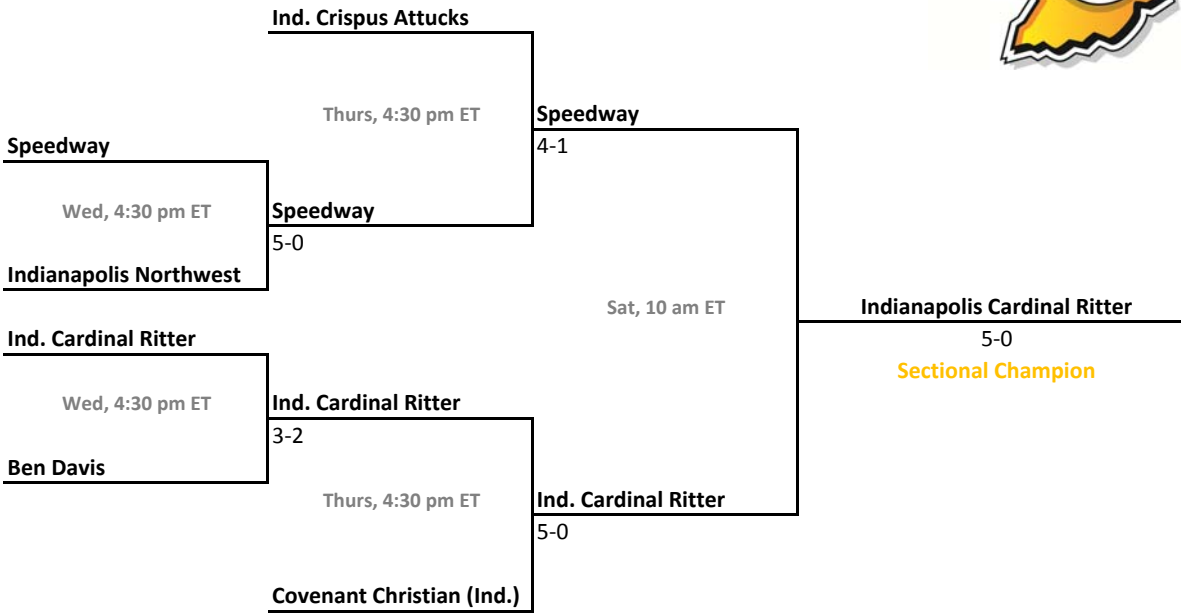 Ind. Crispus Attucks
Thurs, 4:30 pm ET
Speedway
Speedway
4-1
Wed, 4:30 pm ET
Speedway
5-0
Indianapolis Northwest
Sat, 10 am ET
Indianapolis Cardinal Ritter
Ind. Cardinal Ritter
5-0
Sectional Champion
Wed, 4:30 pm ET
Ind. Cardinal Ritter
3-2
Ben Davis
Thurs, 4:30 pm ET
Ind. Cardinal Ritter
5-0
Covenant Christian (Ind.)